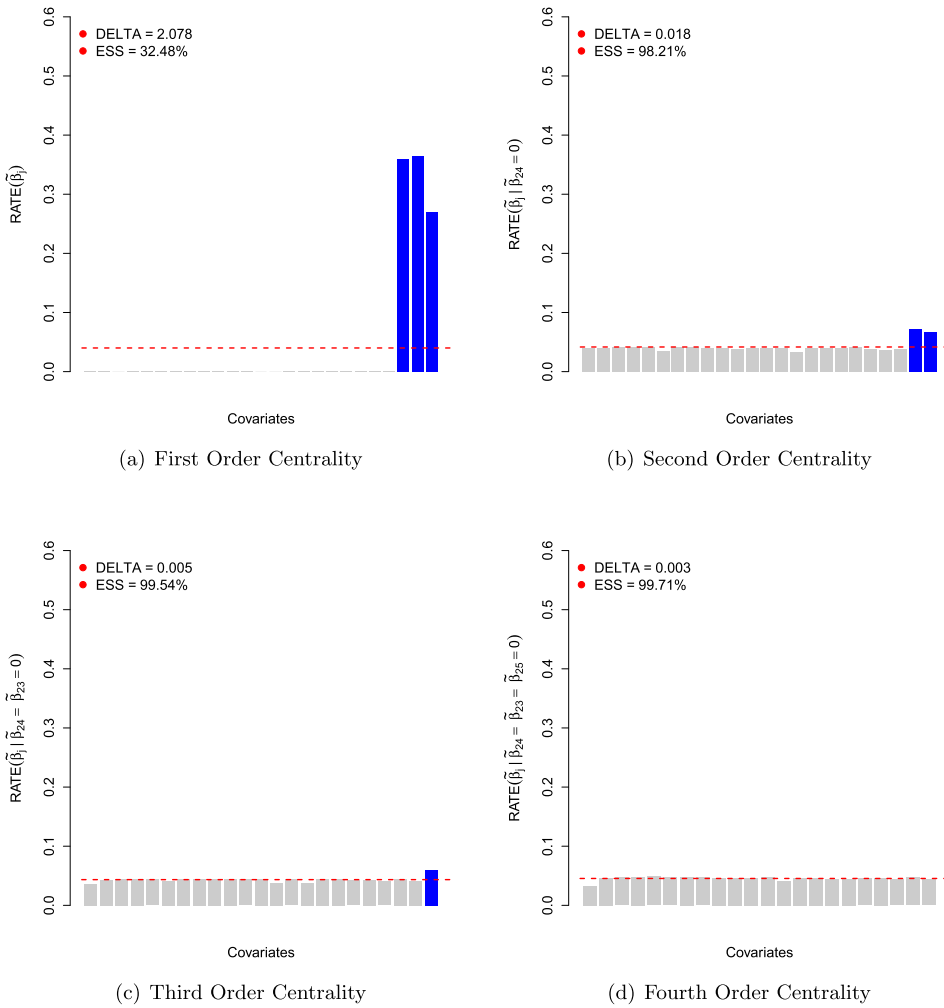 0.0 0.1 0.2 0.3 0.4 0.5 0.6
RATE(β̃j)
DELTA = 2.078
ESS = 32.48%
Covariates
(a) First Order Centrality
0.0 0.1 0.2 0.3 0.4 0.5 0.6
RATE(β̃j | β̃24 = 0)
DELTA = 0.018
ESS = 98.21%
Covariates
(b) Second Order Centrality
0.0 0.1 0.2 0.3 0.4 0.5 0.6
RATE(β̃j | β̃24 = β̃23 = 0)
DELTA = 0.005
ESS = 99.54%
Covariates
(c) Third Order Centrality
0.0 0.1 0.2 0.3 0.4 0.5 0.6
RATE(β̃j | β̃24 = β̃23 = β̃25 = 0)
DELTA = 0.003
ESS = 99.71%
Covariates
(d) Fourth Order Centrality